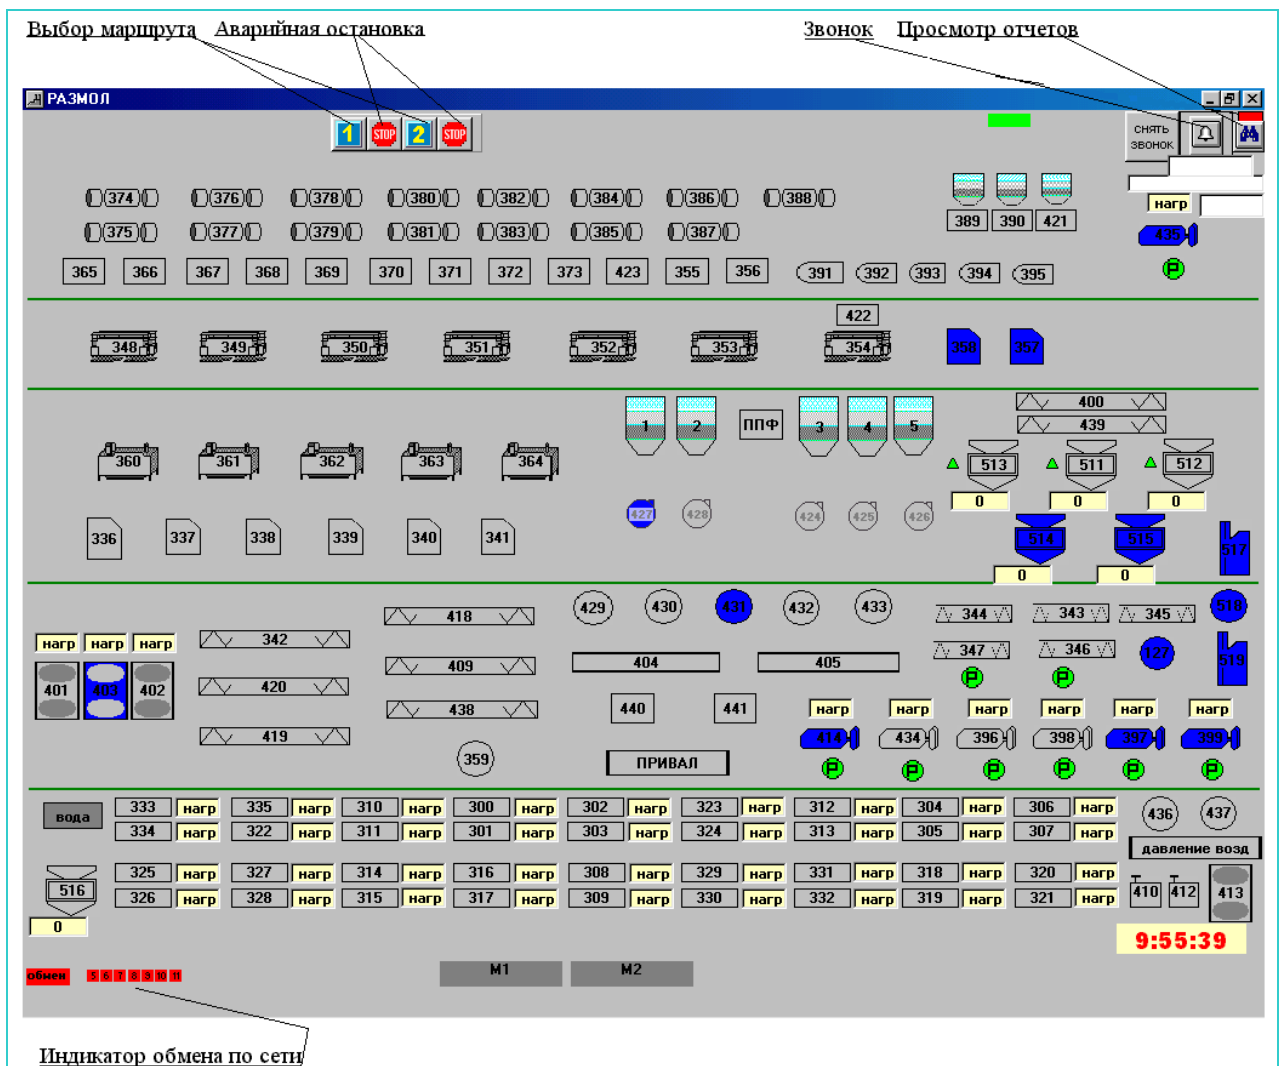 Выбор маршрута Аварийная остановка Звонок Просмотр отчетов
РАЗМОЛ
1 STOP 2 STOP
СНЯТЬ ЗВОНОК
374 376 378 380 382 384 386 388
нагр
375 377 379 381 383 385 387
389 390 421
435
365 366 367 368 369 370 371 372 373 423 355 356 391 392 393 394 395
P
422
348 349 350 351 352 353 354 358 357
400
439
1 2 ППФ 3 4 5
360 361 362 363 364
513 511 512
0 0 0
427 428 424 425 426
336 337 338 339 340 341
514 515 517
0 0
429 430 431 432 433
418 344 343 345 518
нагр нагр нагр 342
409 404 405 347 346 127 519
401 403 402 420
P P
438 440 441 нагр нагр нагр нагр нагр нагр
419 414 434 396 398 397 399
359 ПРИВАЛ P P P P P P
вода 333 нагр 335 нагр 310 нагр 300 нагр 302 нагр 323 нагр 312 нагр 304 нагр 306 нагр 436 437
334 нагр 322 нагр 311 нагр 301 нагр 303 нагр 324 нагр 313 нагр 305 нагр 307 нагр
давление возд
325 нагр 327 нагр 314 нагр 316 нагр 308 нагр 329 нагр 331 нагр 318 нагр 320 нагр
516 326 нагр 328 нагр 315 нагр 317 нагр 309 нагр 330 нагр 332 нагр 319 нагр 321 нагр 410 412 413
0
9:55:39
обмен 5 6 7 8 9 10 11 М1 М2
Индикатор обмена по сети